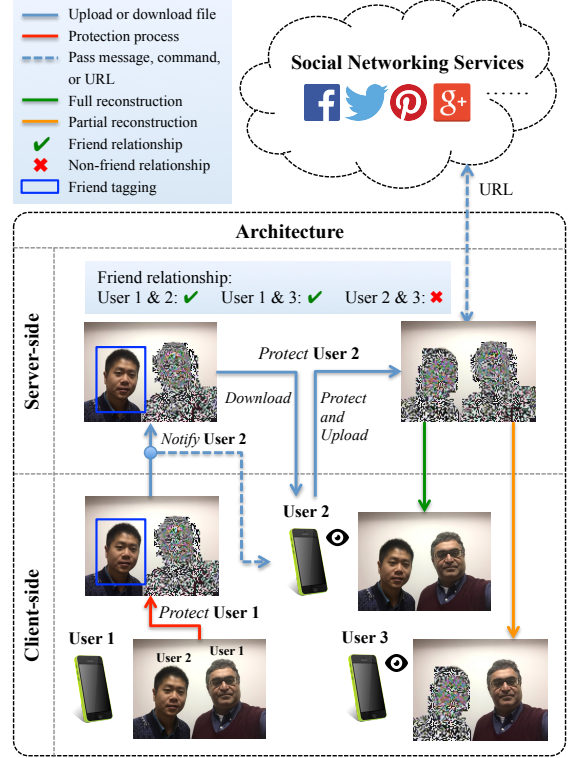 Upload or download file
Protection process
Pass message, command,
or URL
Full reconstruction
Partial reconstruction
Friend relationship
Non-friend relationship
Friend tagging
Social Networking Services
f
g+
......
URL
Architecture
Server-side
Friend relationship:
User 1 & 2: ✔ User 1 & 3: ✔ User 2 & 3: ✖
Protect User 2
Download
Protect
and
Upload
Notify User 2
Client-side
User 2
Protect User 1
User 1
User 2
User 1
User 3